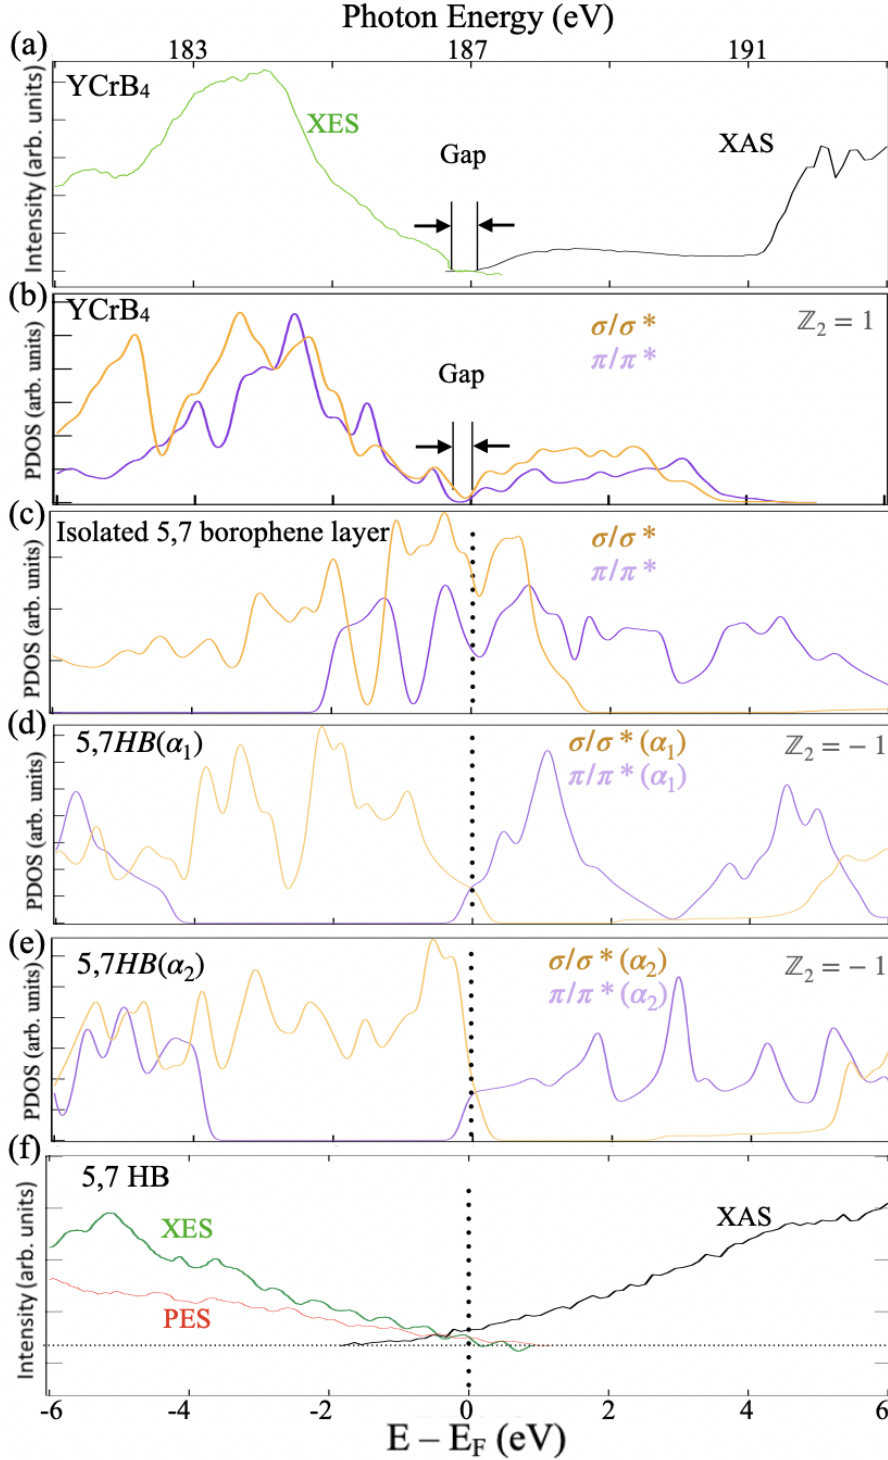 Photon Energy (eV)
183 187 191
(a)
YCrB₄
XES
Gap
XAS
Intensity (arb. units)
(b)
YCrB₄
σ/σ * ℤ₂ = 1
π/π *
Gap
PDOS (arb. units)
(c)
Isolated 5,7 borophene layer
σ/σ *
π/π *
PDOS (arb. units)
(d)
5,7HB(α₁)
σ/σ * (α₁) ℤ₂ = −1
π/π * (α₁)
PDOS (arb. units)
(e)
5,7HB(α₂)
σ/σ * (α₂) ℤ₂ = −1
π/π * (α₂)
PDOS (arb. units)
(f)
5,7 HB
XES
XAS
PES
Intensity (arb. units)
-6 -4 -2 0 2 4 6
E − E_F (eV)